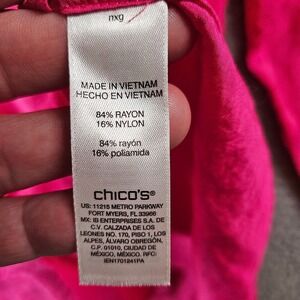 nxg
MADE IN VIETNAM
HECHO EN VIETNAM
84% RAYON
16% NYLON
84% rayón
16% poliamida
chico's®
US: 11215 METRO PARKWAY
FORT MYERS, FL 33966
MX: IB ENTERPRISES S.A. DE
C.V. CALZADA DE LOS
LEONES NO. 170, PISO 1, LOS
ALPES, ÁLVARO OBREGÓN,
C.P. 01010, CIUDAD DE
MÉXICO, MÉXICO. RFC:
IEN1701241PA